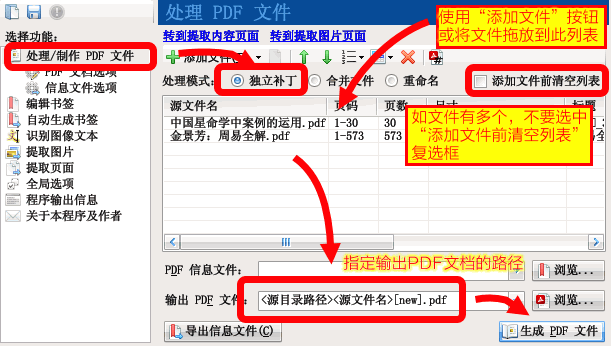 选择功能:
处理/制作 PDF 文件
PDF 文档选项
信息文件选项
编辑书签
自动生成书签
识别图像文本
提取图片
提取页面
全局选项
程序输出信息
关于本程序及作者
处理 PDF 文件
使用“添加文件”按钮
或将文件拖放到此列表
转到提取内容页面 转到提取图片页面
添加文件
处理模式: 独立补丁 合并文件 重命名 添加文件前清空列表
源文件名 页码 页数 尺寸 标题
中国星命学中案例的运用.pdf 1-30 30
金景芳：周易全解.pdf 1-573 573
如文件有多个，不要选中
“添加文件前清空列表”
复选框
指定输出PDF文档的路径
PDF 信息文件: 浏览...
输出 PDF 文件: <源目录路径><源文件名>[new].pdf 浏览...
导出信息文件(C) 生成 PDF 文件